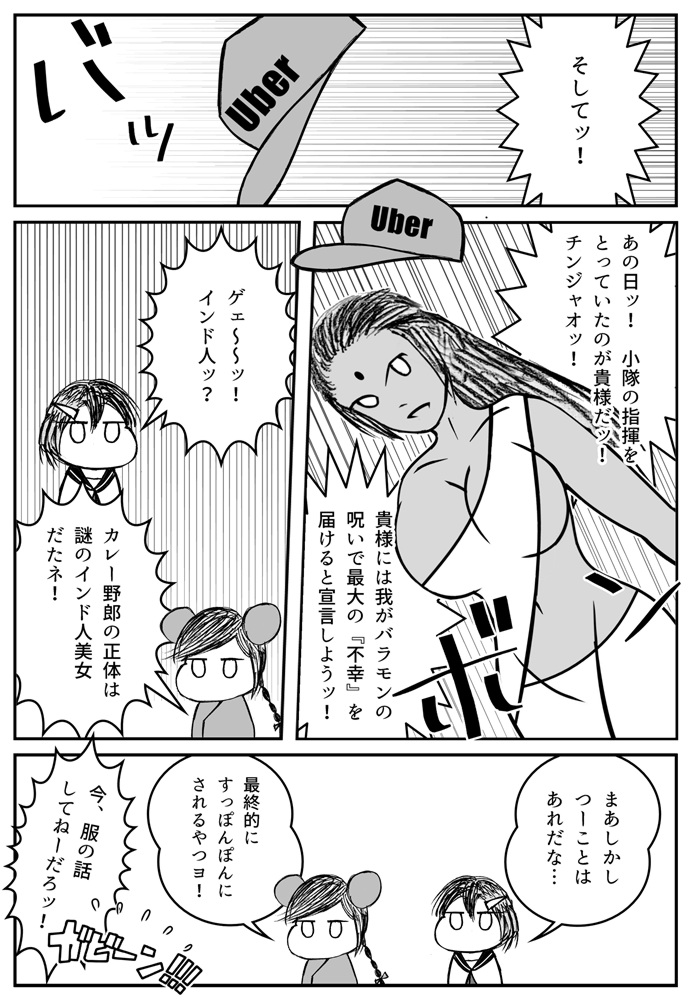 そしてッ！
Uber
バッ
Uber
あの日ッ！　小隊の指揮を
とっていたのが貴様だッ！
チンジャオッ！
貴様には我がバラモンの
呪いで最大の『不幸』を
届けると宣言しようッ！
ボッ
ゲェ～～ッ！
インド人ッ？
カレー野郎の正体は
謎のインド人美女
だたネ！
まあしかし
つーことは
あれだな…
最終的に
すっぽんぽんに
されるやつヨ！
今、服の話
してねーだろッ！
ガビーン!!!!